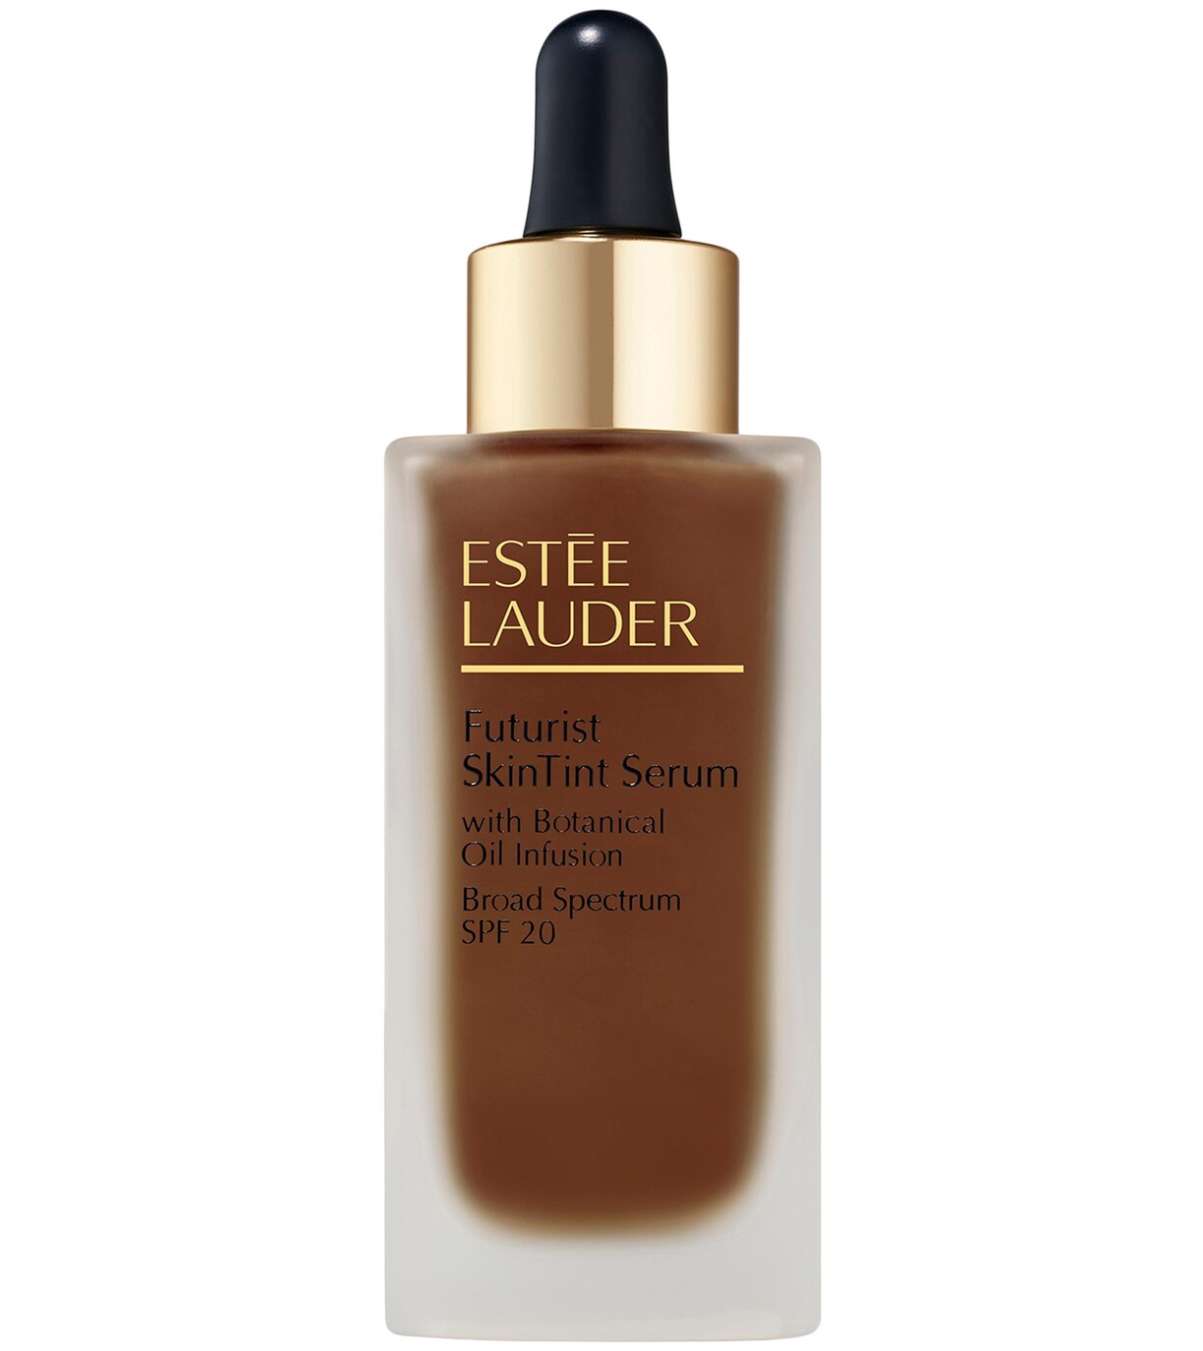 ESTĒE
LAUDER
Futurist
SkinTint Serum
with Botanical
Oil Infusion
Broad Spectrum
SPF 20